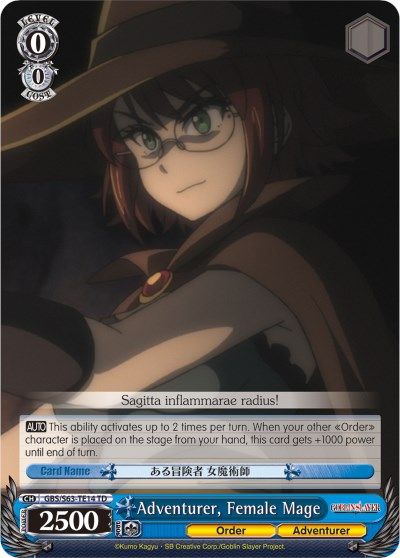 LEVEL
0
0
COST
Sagitta inflammarae radius!
AUTO This ability activates up to 2 times per turn. When your other «Order»
character is placed on the stage from your hand, this card gets +1000 power
until end of turn.
Card Name ある冒険者 女魔術師
CH GBS/S63-TE14 TD
2500
Adventurer, Female Mage
GOBLIN SLAYER
Order Adventurer
©Kumo Kagyu・SB Creative Corp./Goblin Slayer Project.